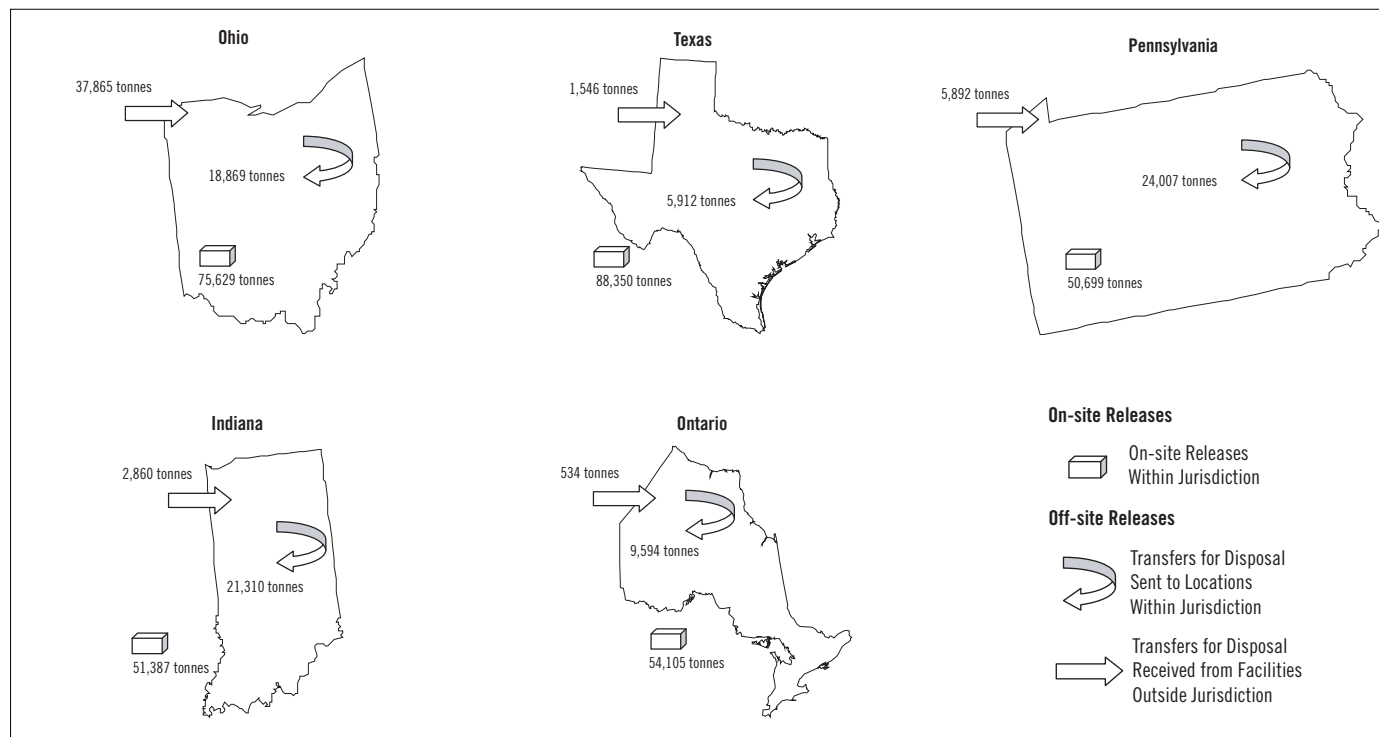 Ohio
37,865 tonnes
18,869 tonnes
75,629 tonnes
Texas
1,546 tonnes
5,912 tonnes
88,350 tonnes
Pennsylvania
5,892 tonnes
24,007 tonnes
50,699 tonnes
Indiana
2,860 tonnes
21,310 tonnes
51,387 tonnes
Ontario
534 tonnes
9,594 tonnes
54,105 tonnes
On-site Releases
On-site Releases
Within Jurisdiction
Off-site Releases
Transfers for Disposal
Sent to Locations
Within Jurisdiction
Transfers for Disposal
Received from Facilities
Outside Jurisdiction